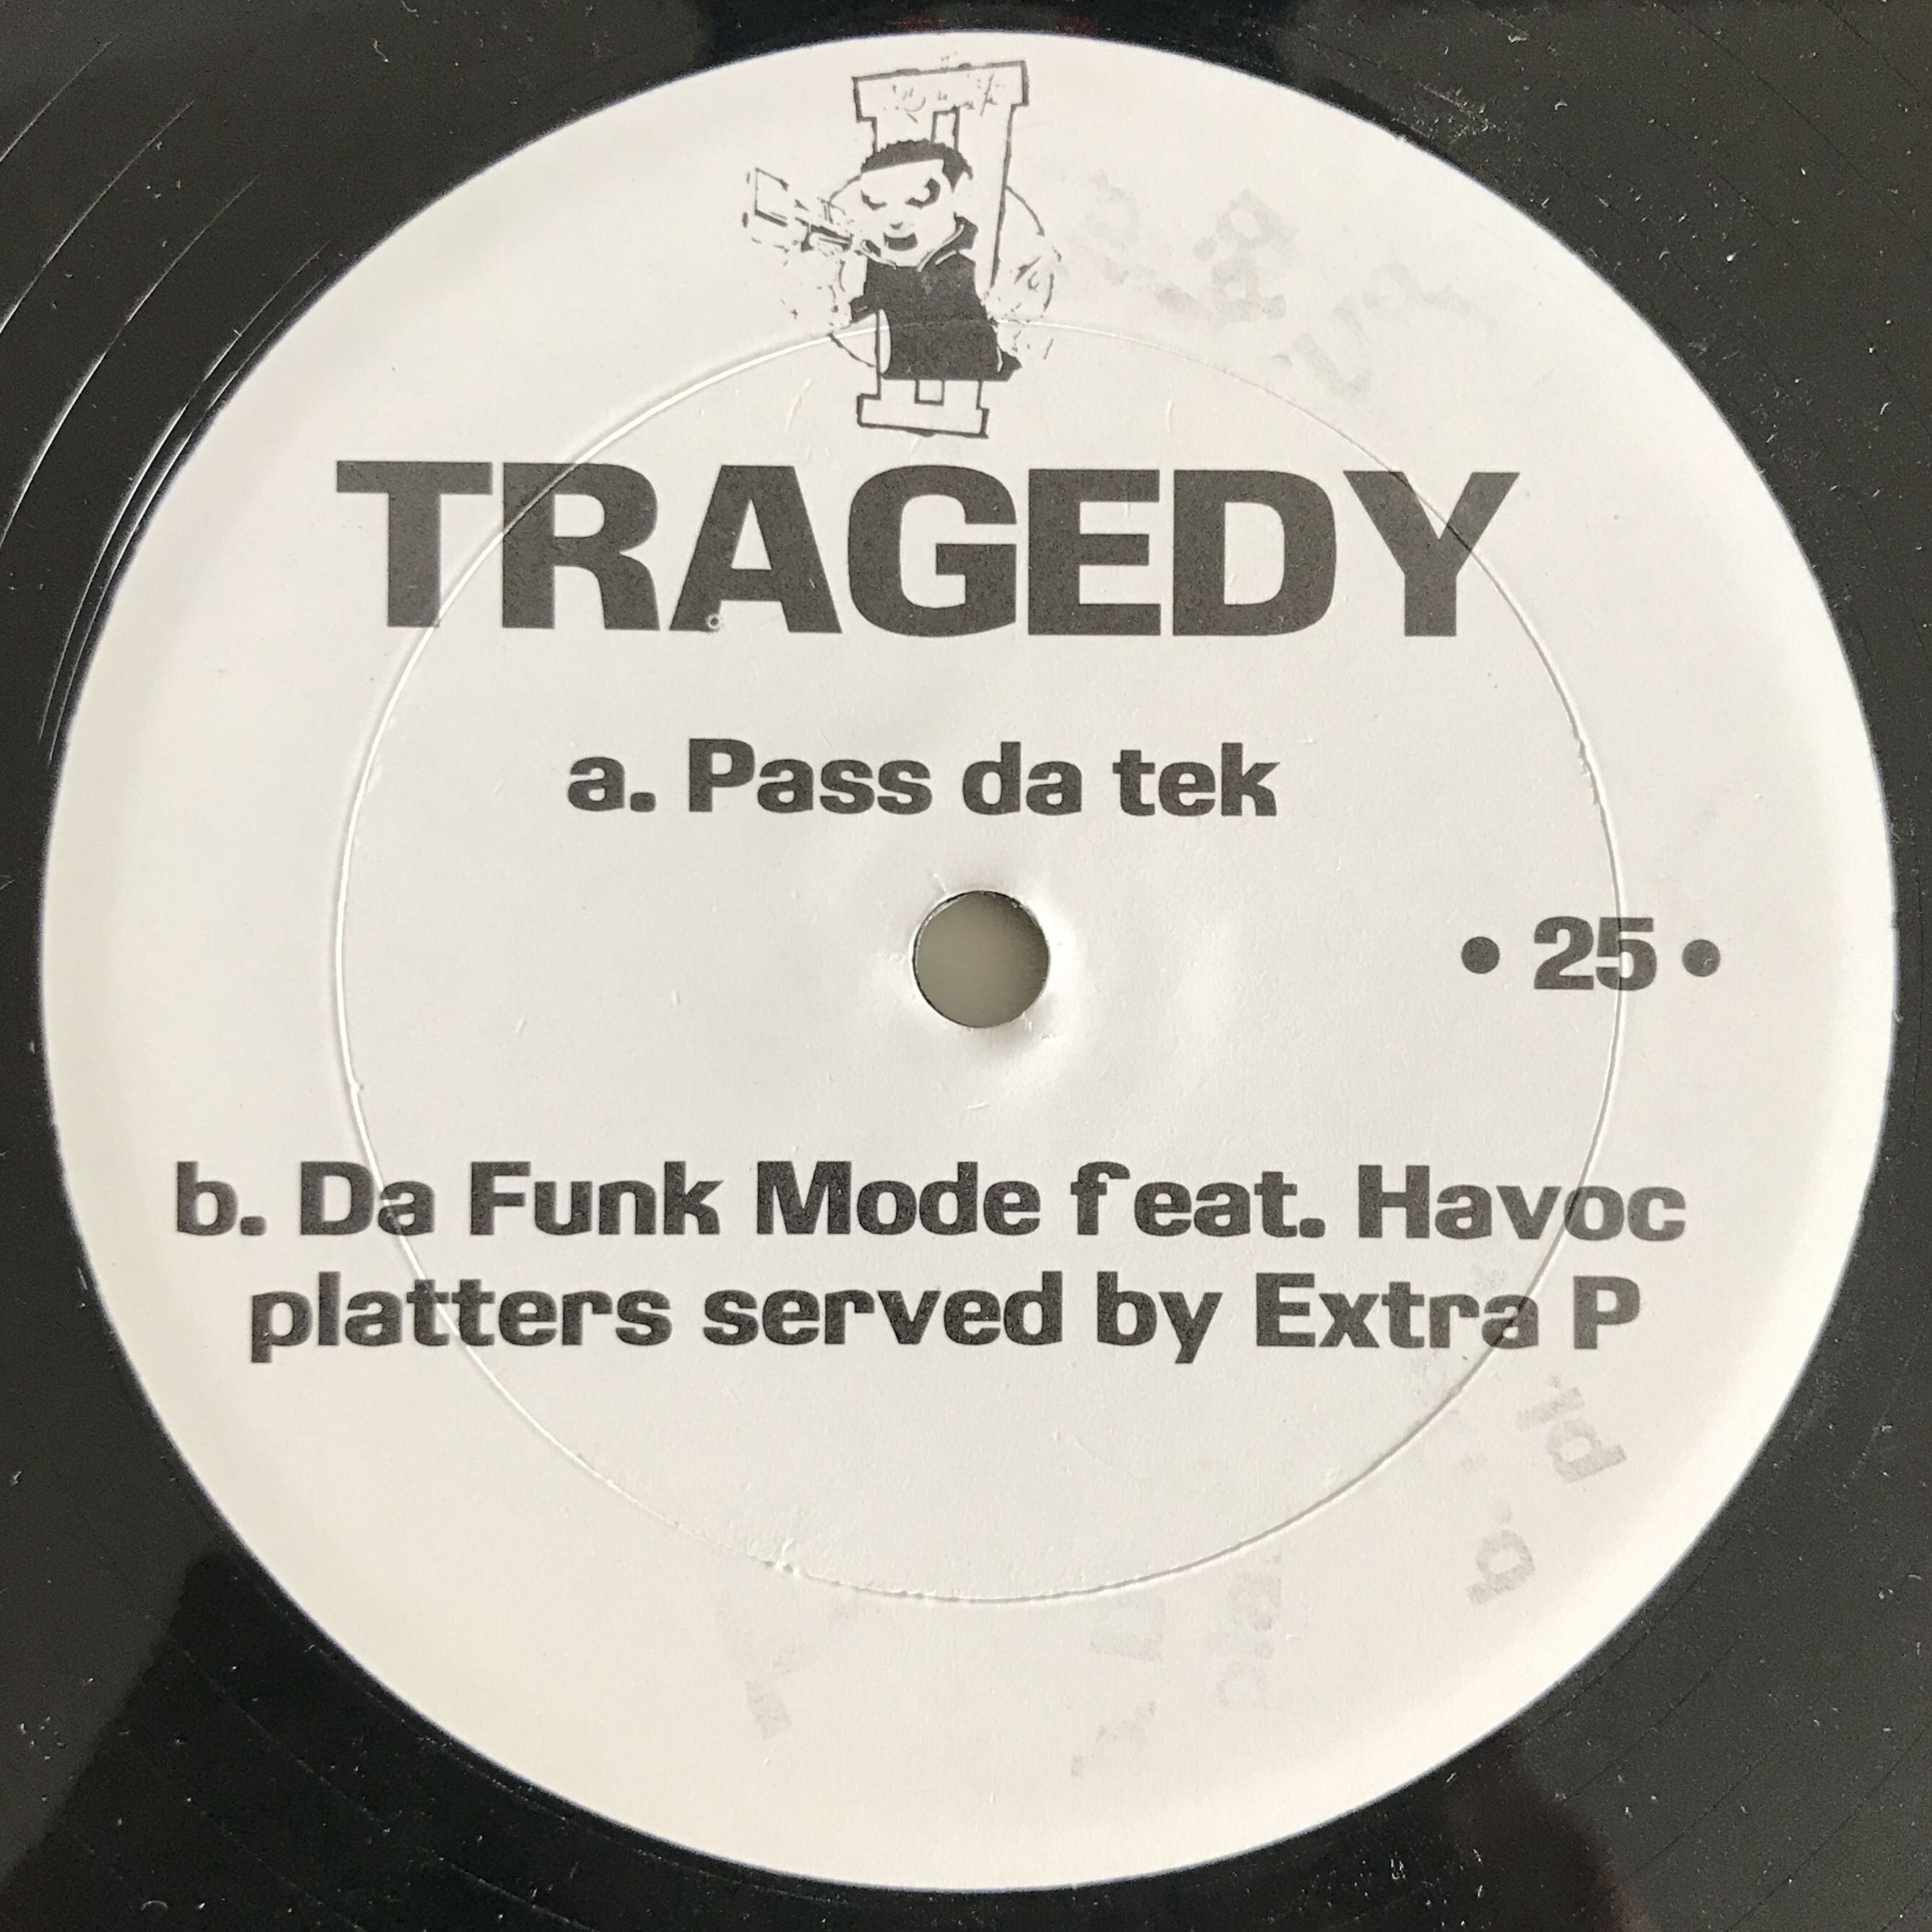 TRAGEDY
a. Pass da tek
• 25 •
b. Da Funk Mode feat. Havoc
platters served by Extra P